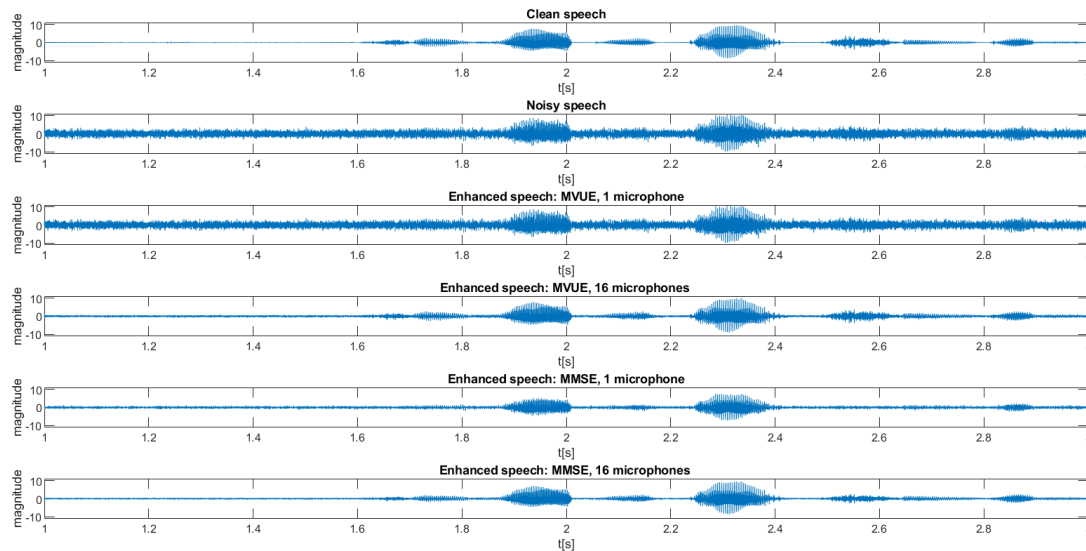 Clean speech
magnitude
10
0
-10
1 1.2 1.4 1.6 1.8 2 2.2 2.4 2.6 2.8
t[s]
Noisy speech
magnitude
10
0
-10
1 1.2 1.4 1.6 1.8 2 2.2 2.4 2.6 2.8
t[s]
Enhanced speech: MVUE, 1 microphone
magnitude
10
0
-10
1 1.2 1.4 1.6 1.8 2 2.2 2.4 2.6 2.8
t[s]
Enhanced speech: MVUE, 16 microphones
magnitude
10
0
-10
1 1.2 1.4 1.6 1.8 2 2.2 2.4 2.6 2.8
t[s]
Enhanced speech: MMSE, 1 microphone
magnitude
10
0
-10
1 1.2 1.4 1.6 1.8 2 2.2 2.4 2.6 2.8
t[s]
Enhanced speech: MMSE, 16 microphones
magnitude
10
0
-10
1 1.2 1.4 1.6 1.8 2 2.2 2.4 2.6 2.8
t[s]